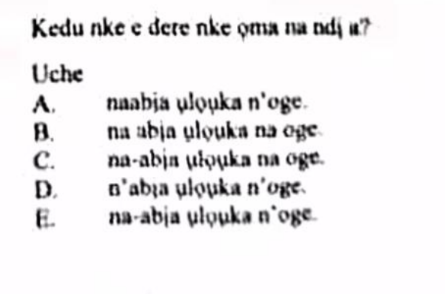 Kedu nke e dere nke ọma na ndị a?
Uche
A. naabịa ụlọụka n'oge.
B. na abịa ụlọụka na oge.
C. na-abịa ụlọụka na oge.
D. n'abịa ụlọụka n'oge.
E. na-abịa ụlọụka n'oge.